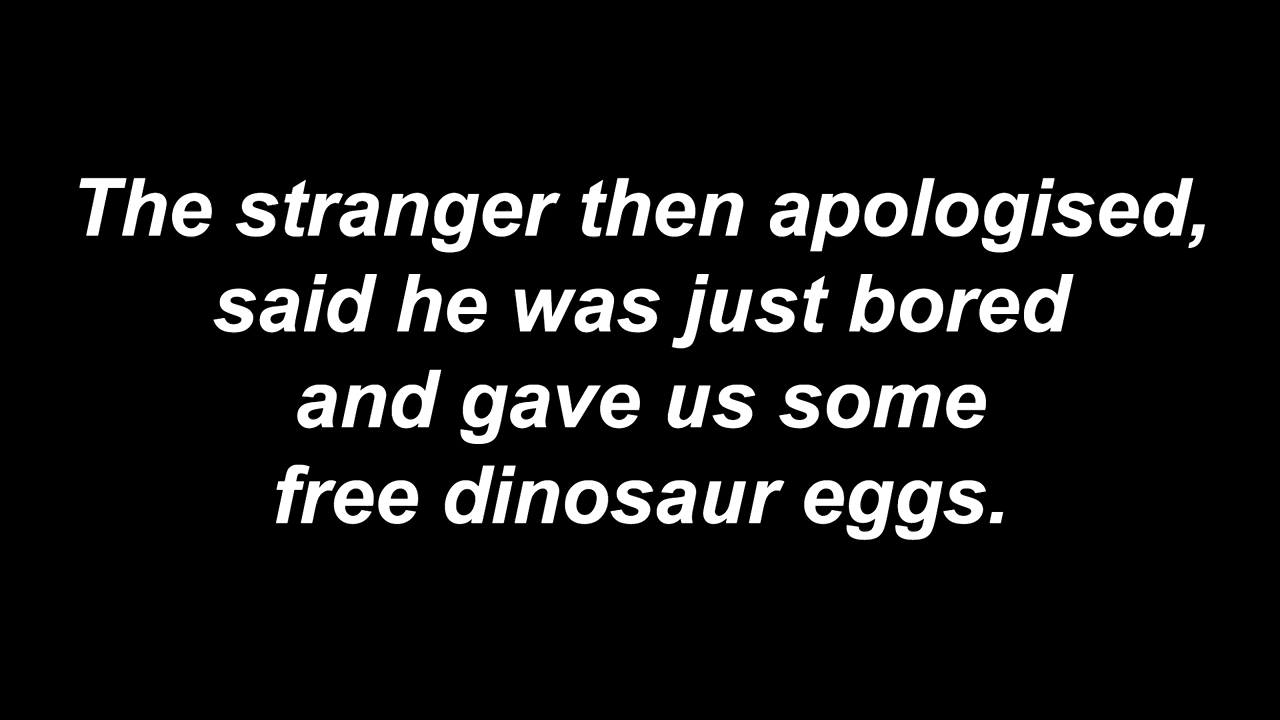 The stranger then apologised,
said he was just bored
and gave us some
free dinosaur eggs.